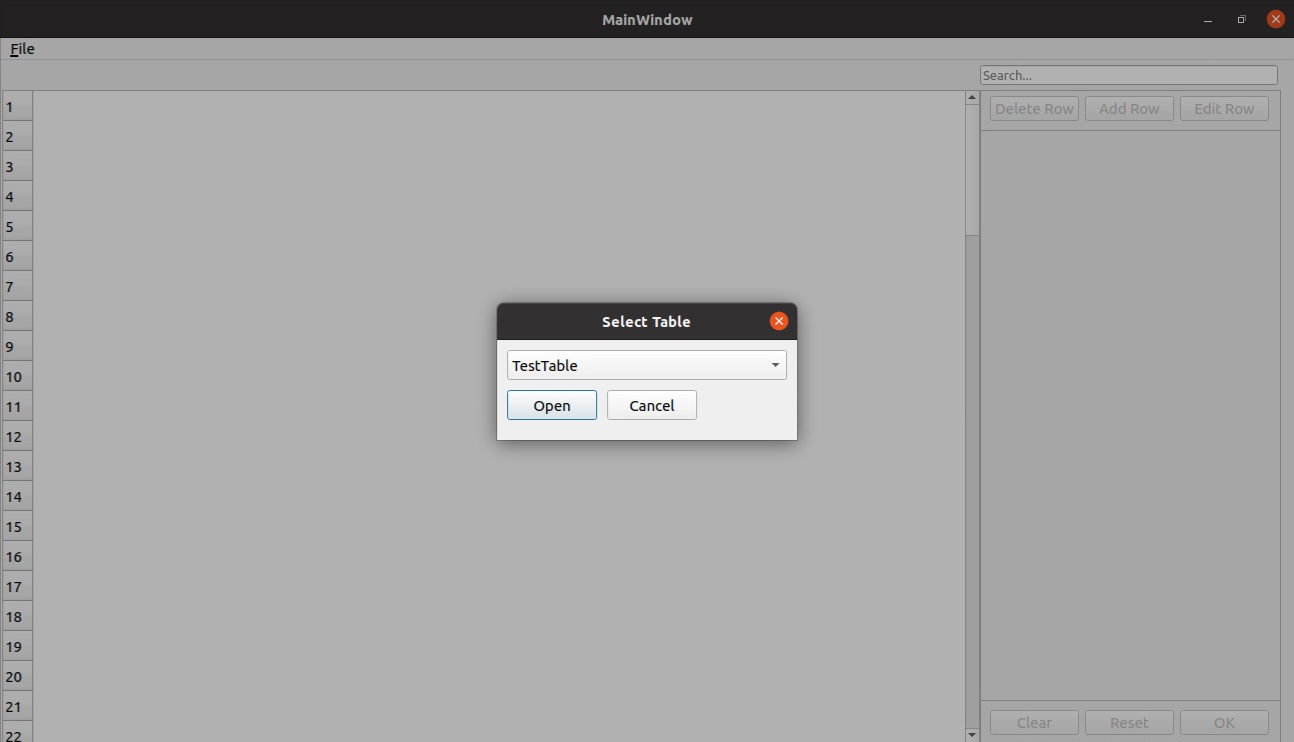 MainWindow
File
Search...
Delete Row Add Row Edit Row
1
2
3
4
5
6
7
8
9
10
11
12
13
14
15
16
17
18
19
20
21
22
Select Table
TestTable
Open Cancel
Clear Reset OK